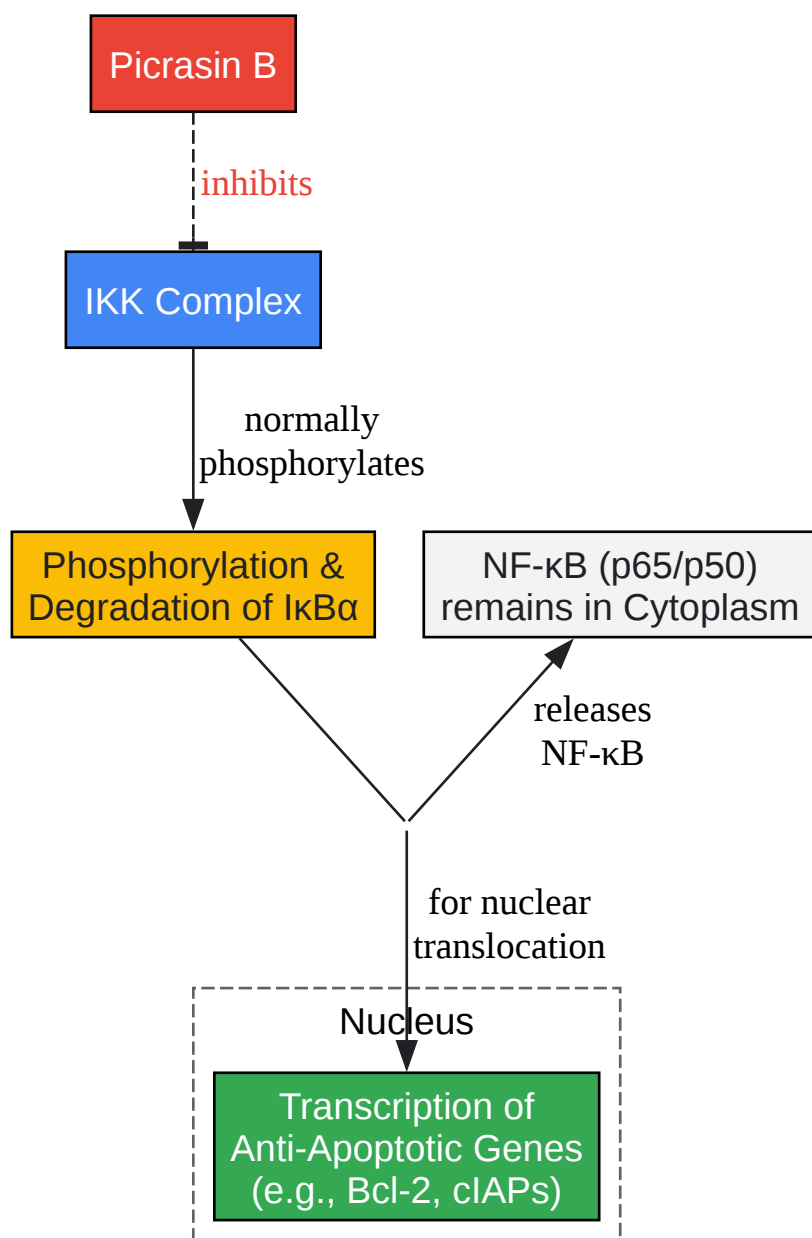 Picrasin B
inhibits
IKK Complex
normally
phosphorylates
Phosphorylation &
Degradation of IκBα
NF-κB (p65/p50)
remains in Cytoplasm
releases
NF-κB
for nuclear
translocation
Nucleus
Transcription of
Anti-Apoptotic Genes
(e.g., Bcl-2, cIAPs)